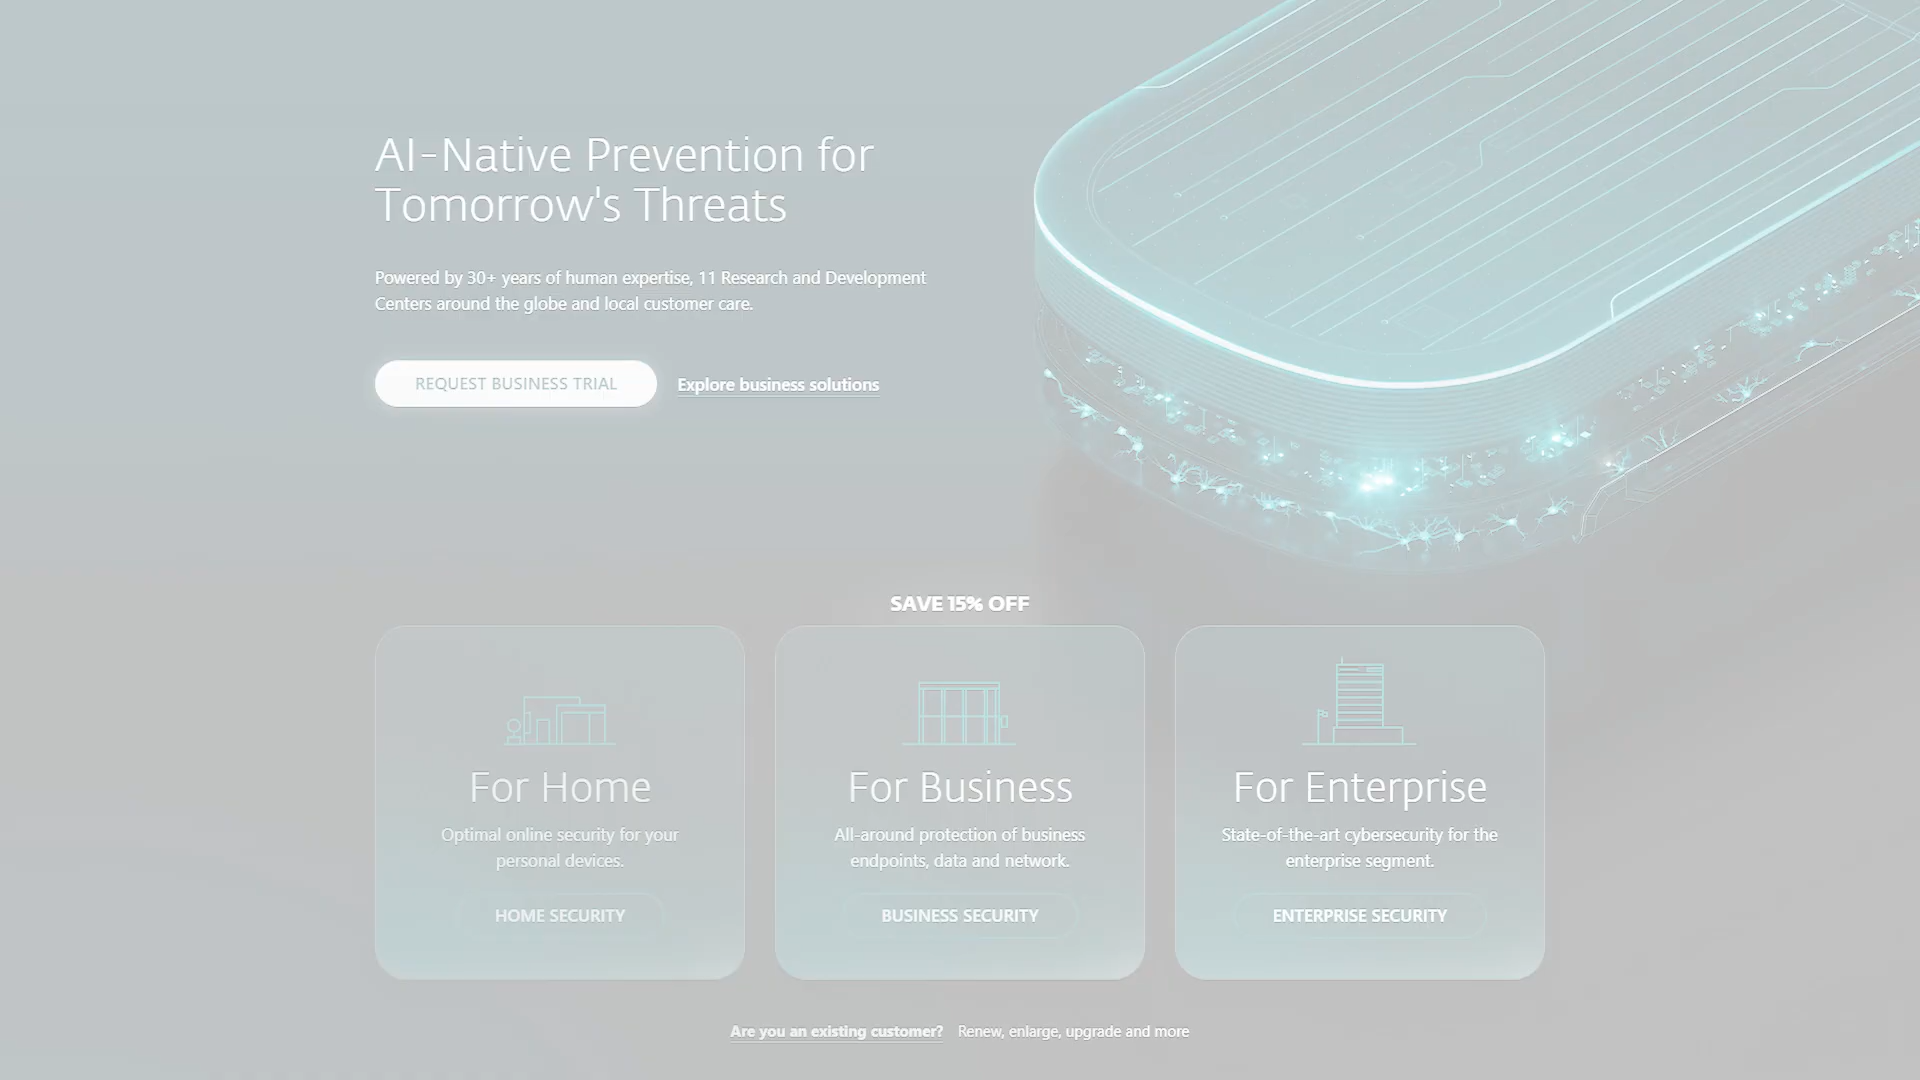 AI-Native Prevention for
Tomorrow's Threats
Powered by 30+ years of human expertise, 11 Research and Development
Centers around the globe and local customer care.
REQUEST BUSINESS TRIAL
Explore business solutions
SAVE 15% OFF
For Home
Optimal online security for your
personal devices.
HOME SECURITY
For Business
All-around protection of business
endpoints, data and network.
BUSINESS SECURITY
For Enterprise
State-of-the-art cybersecurity for the
enterprise segment.
ENTERPRISE SECURITY
Are you an existing customer? Renew, enlarge, upgrade and more